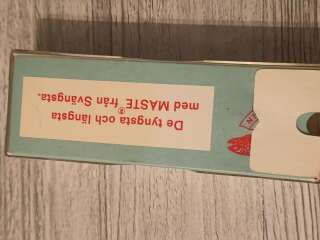 De tyngsta och längsta
med MASTE® från Svängsta.